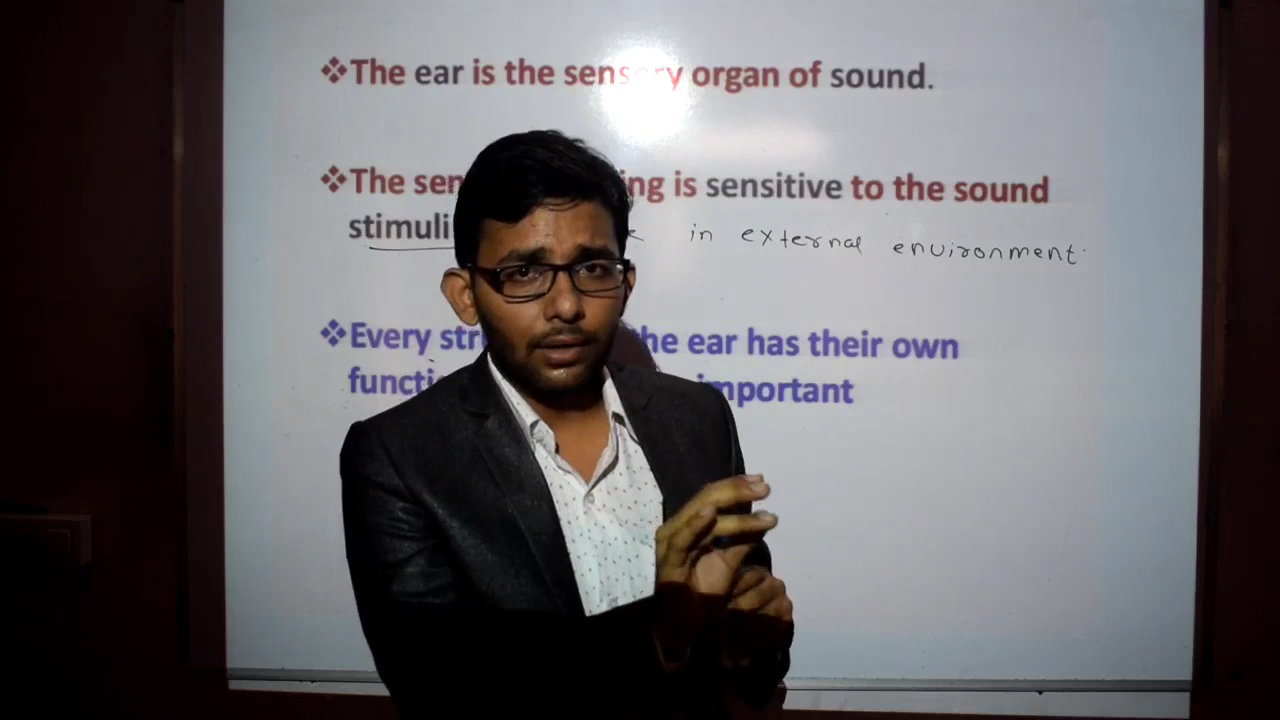 ❖The ear is the sensory organ of sound.
❖The sen ing is sensitive to the sound
stimuli in external environment.
❖Every str the ear has their own
functi important